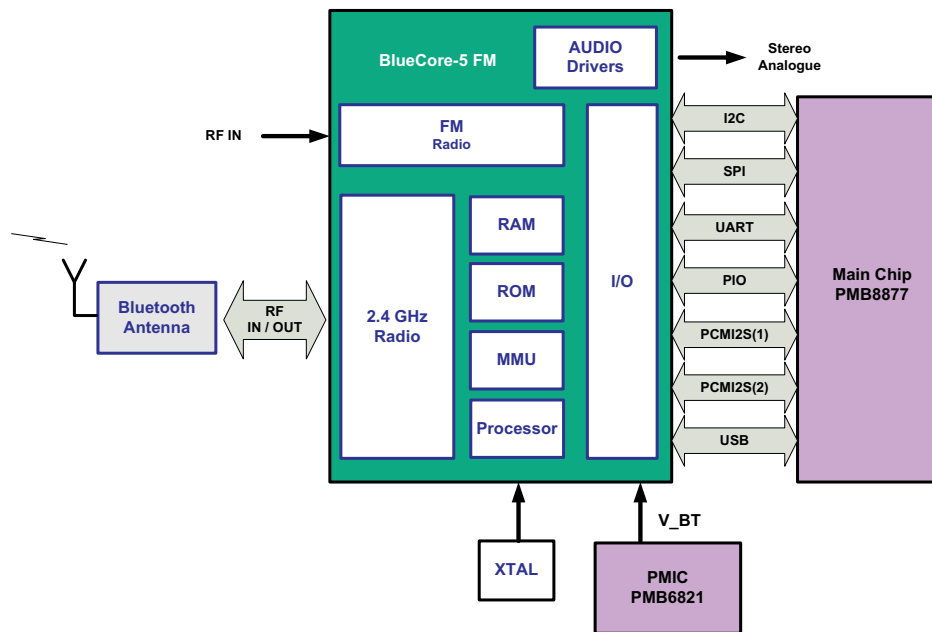 BlueCore-5 FM
AUDIO
Drivers
Stereo
Analogue
RF IN
FM
Radio
I2C
SPI
UART
PIO
PCMI2S(1)
PCMI2S(2)
USB
Main Chip
PMB8877
RAM
ROM
MMU
Processor
I/O
2.4 GHz
Radio
Bluetooth
Antenna
RF
IN / OUT
XTAL
V_BT
PMIC
PMB6821